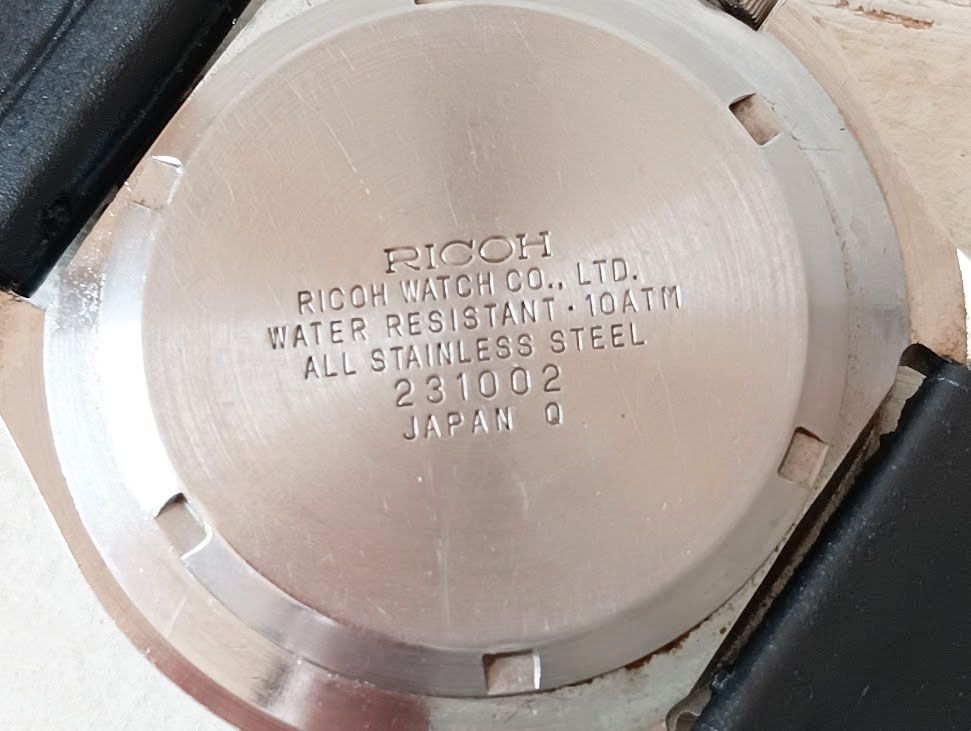 RICOH
RICOH WATCH CO., LTD.
WATER RESISTANT · 10ATM
ALL STAINLESS STEEL
231002
JAPAN Q